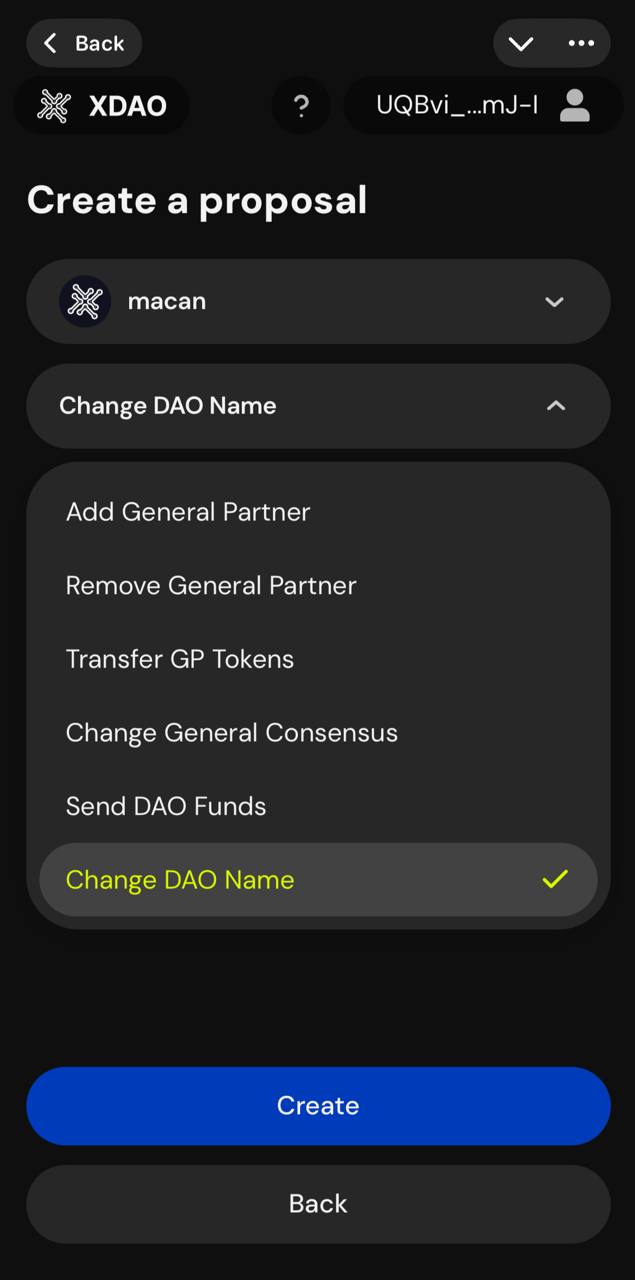 Back
XDAO
?
UQBvi_...mJ-I
Create a proposal
macan
Change DAO Name
Add General Partner
Remove General Partner
Transfer GP Tokens
Change General Consensus
Send DAO Funds
Change DAO Name
Create
Back